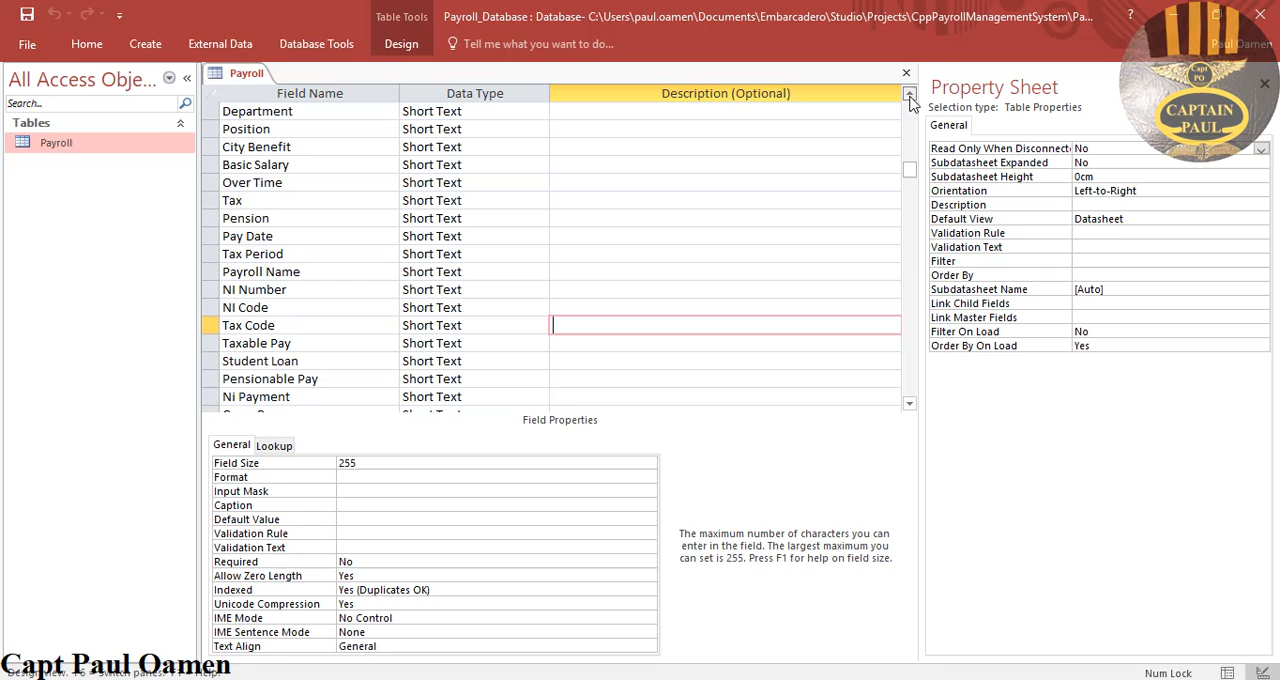 Table Tools
Payroll_Database : Database- C:\Users\paul.oamen\Documents\Embarcadero\Studio\Projects\CppPayrollManagementSystem\Pa...
?
File Home Create External Data Database Tools Design Tell me what you want to do... Paul Oamen
All Access Obje...
Search...
Tables
Payroll
Payroll
Field Name Data Type Description (Optional)
Department Short Text
Position Short Text
City Benefit Short Text
Basic Salary Short Text
Over Time Short Text
Tax Short Text
Pension Short Text
Pay Date Short Text
Tax Period Short Text
Payroll Name Short Text
NI Number Short Text
NI Code Short Text
Tax Code Short Text
Taxable Pay Short Text
Student Loan Short Text
Pensionable Pay Short Text
Ni Payment Short Text
Field Properties
General Lookup
Field Size 255
Format
Input Mask
Caption
Default Value
Validation Rule
Validation Text
Required No
Allow Zero Length Yes
Indexed Yes (Duplicates OK)
Unicode Compression Yes
IME Mode No Control
IME Sentence Mode None
Text Align General
The maximum number of characters you can
enter in the field. The largest maximum you
can set is 255. Press F1 for help on field size.
Property Sheet
Selection type: Table Properties
General
Read Only When Disconnecte No
Subdatasheet Expanded No
Subdatasheet Height 0cm
Orientation Left-to-Right
Description
Default View Datasheet
Validation Rule
Validation Text
Filter
Order By
Subdatasheet Name [Auto]
Link Child Fields
Link Master Fields
Filter On Load No
Order By On Load Yes
Capt
PO
CAPTAIN
PAUL
Capt Paul Oamen
Design view. F6 = Switch panes. F1 = Help.
Num Lock